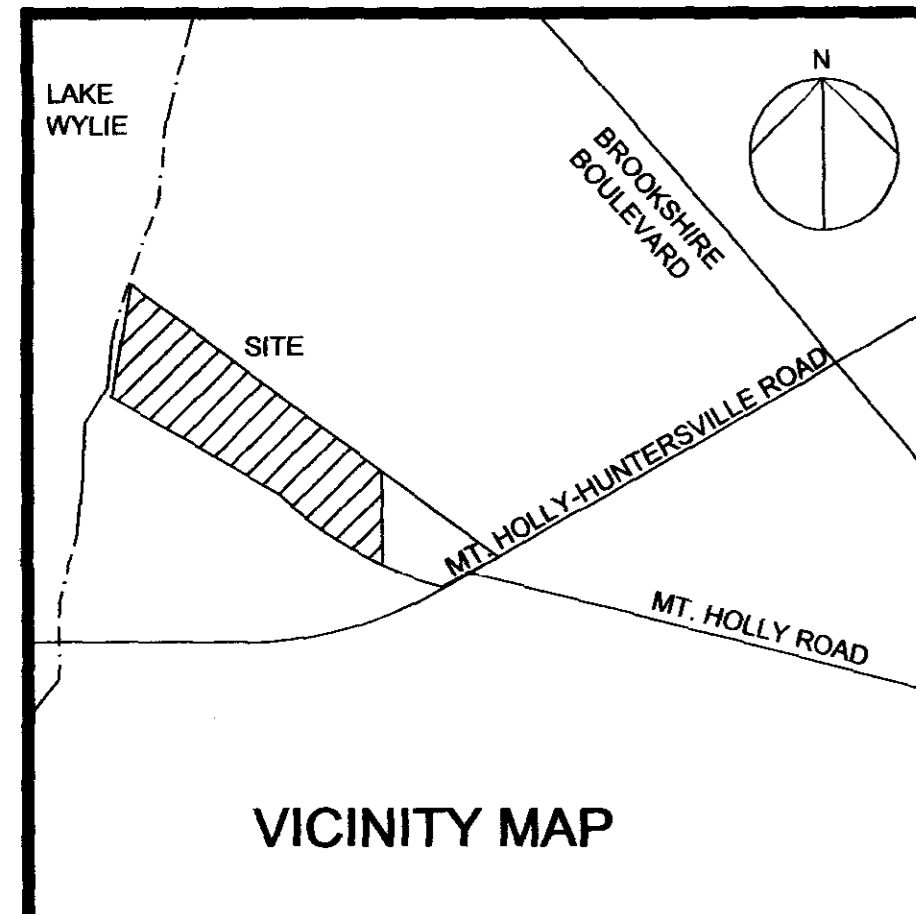 LAKE
WYLIE
N
BROOKSHIRE
BOULEVARD
SITE
MT. HOLLY-HUNTERSVILLE ROAD
MT. HOLLY ROAD
VICINITY MAP